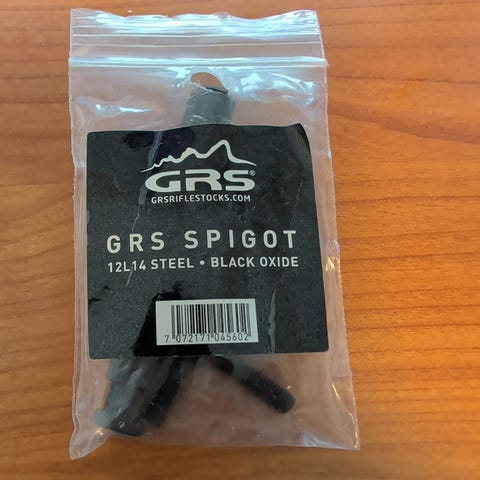 GRS®
GRSRIFLESTOCKS.COM
GRS SPIGOT
12L14 STEEL • BLACK OXIDE
7 072171 045602